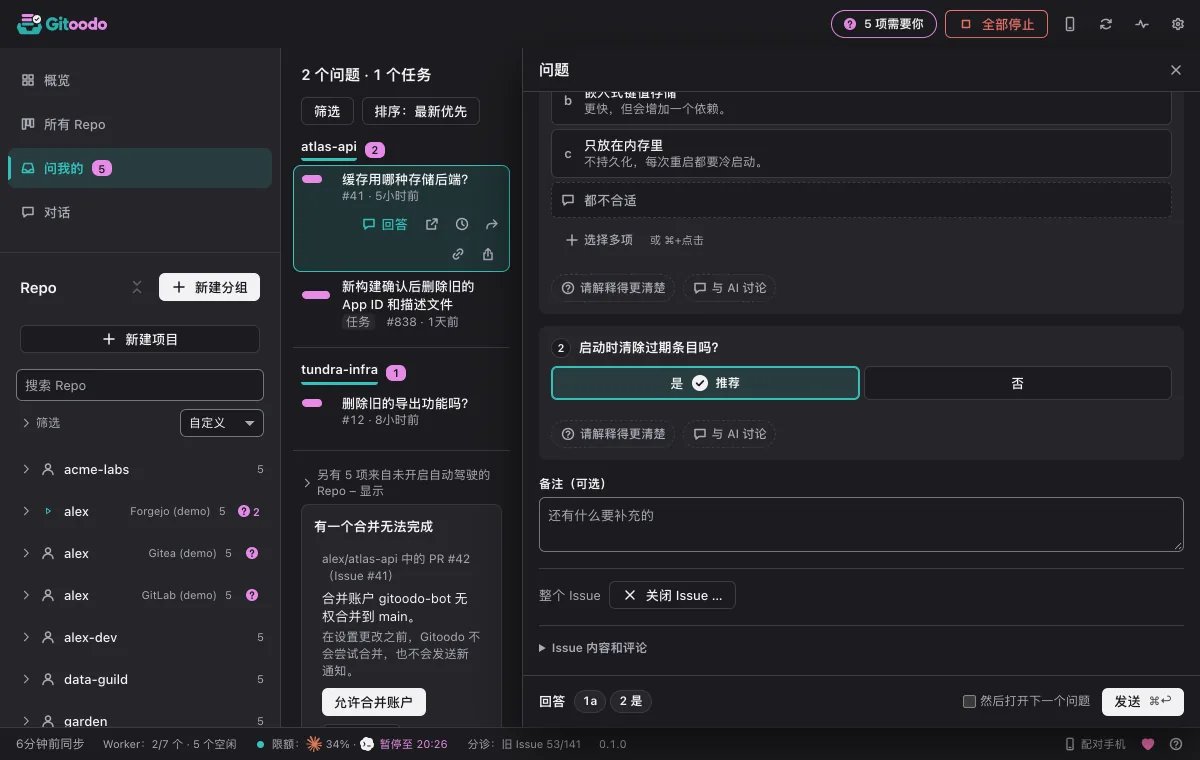 Gitoodo
5 项需要你
全部停止
概览
所有 Repo
问我的 5
对话
Repo
新建分组
新建项目
搜索 Repo
筛选
自定义
acme-labs 5
alex Forgejo (demo) 5 2
alex Gitea (demo) 5
alex GitLab (demo) 5
alex-dev 5
data-guild 5
garden 5
2 个问题 · 1 个任务
筛选
排序：最新优先
atlas-api 2
缓存用哪种存储后端?
#41 · 5小时前
回答
新构建确认后删除旧的
App ID 和描述文件
任务 #838 · 1天前
tundra-infra 1
删除旧的导出功能吗?
#12 · 8小时前
另有 5 项来自未开启自动驾驶的
Repo – 显示
有一个合并无法完成
alex/atlas-api 中的 PR #42
（Issue #41）
合并账户 gitoodo-bot 无
权合并到 main。
在设置更改之前，Gitoodo 不
会尝试合并，也不会发送新
通知。
允许合并账户
问题
b 嵌入式键值存储
更快，但会增加一个依赖。
c 只放在内存里
不持久化，每次重启都要冷启动。
都不合适
选择多项 或 ⌘+点击
请解释得更清楚
与 AI 讨论
2 启动时清除过期条目吗?
是 推荐
否
请解释得更清楚
与 AI 讨论
备注（可选）
还有什么要补充的
整个 Issue
关闭 Issue ...
Issue 内容和评论
回答 1a 2 是
然后打开下一个问题
发送 ⌘↩
6分钟前同步
Worker：2/7 个 · 5 个空闲
限额： 34% · 暂停至 20:26
分诊：旧 Issue 53/141
0.1.0
配对手机